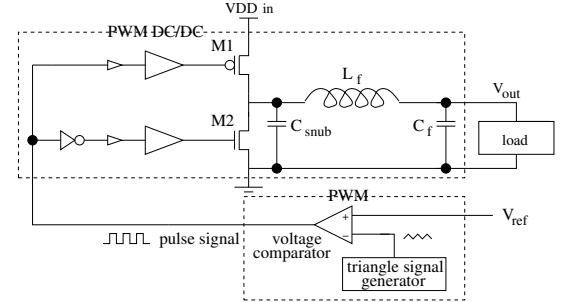 VDD in
PWM DC/DC
M1
L f
V out
M2
C snub
C f
load
PWM
+
V ref
pulse signal
voltage
comparator
−
triangle signal
generator